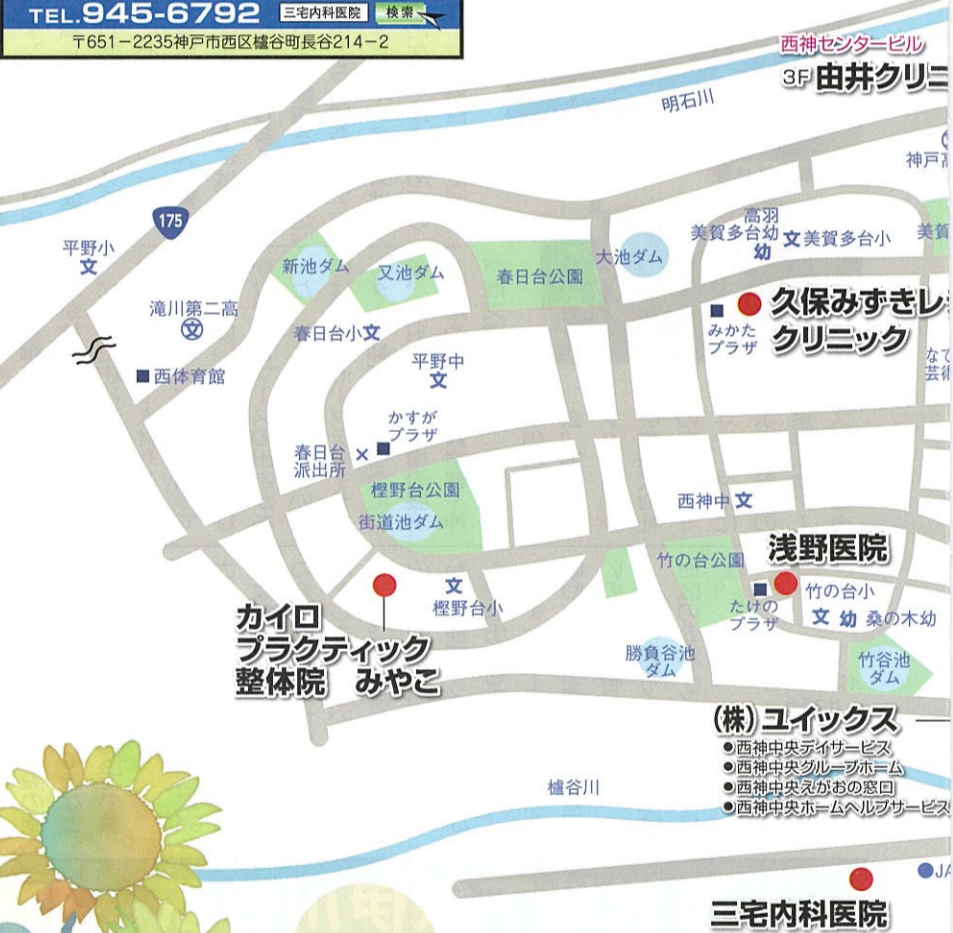 TEL.945-6792 三宅内科医院 検索
〒651-2235神戸市西区櫨谷町長谷214-2
西神センタービル
3F 由井クリニ
明石川
神戸高
175
平野小
文
高羽
美賀多台幼
幼
文美賀多台小
美賀
新池ダム
又池ダム
春日台公園
大池ダム
滝川第二高
文
久保みずきレ
クリニック
みかた
プラザ
春日台小文
平野中
文
なで
芸術
西体育館
かすが
プラザ
春日台
派出所
樫野台公園
街道池ダム
西神中文
浅野医院
竹の台公園
たけの
プラザ
竹の台小
文 幼 桑の木幼
文
樫野台小
カイロ
プラクティック
整体院 みやこ
勝負谷池
ダム
竹谷池
ダム
(株)ユイックス
●西神中央デイサービス
●西神中央グループホーム
●西神中央えがおの窓口
●西神中央ホームヘルプサービス
櫨谷川
JA
三宅内科医院